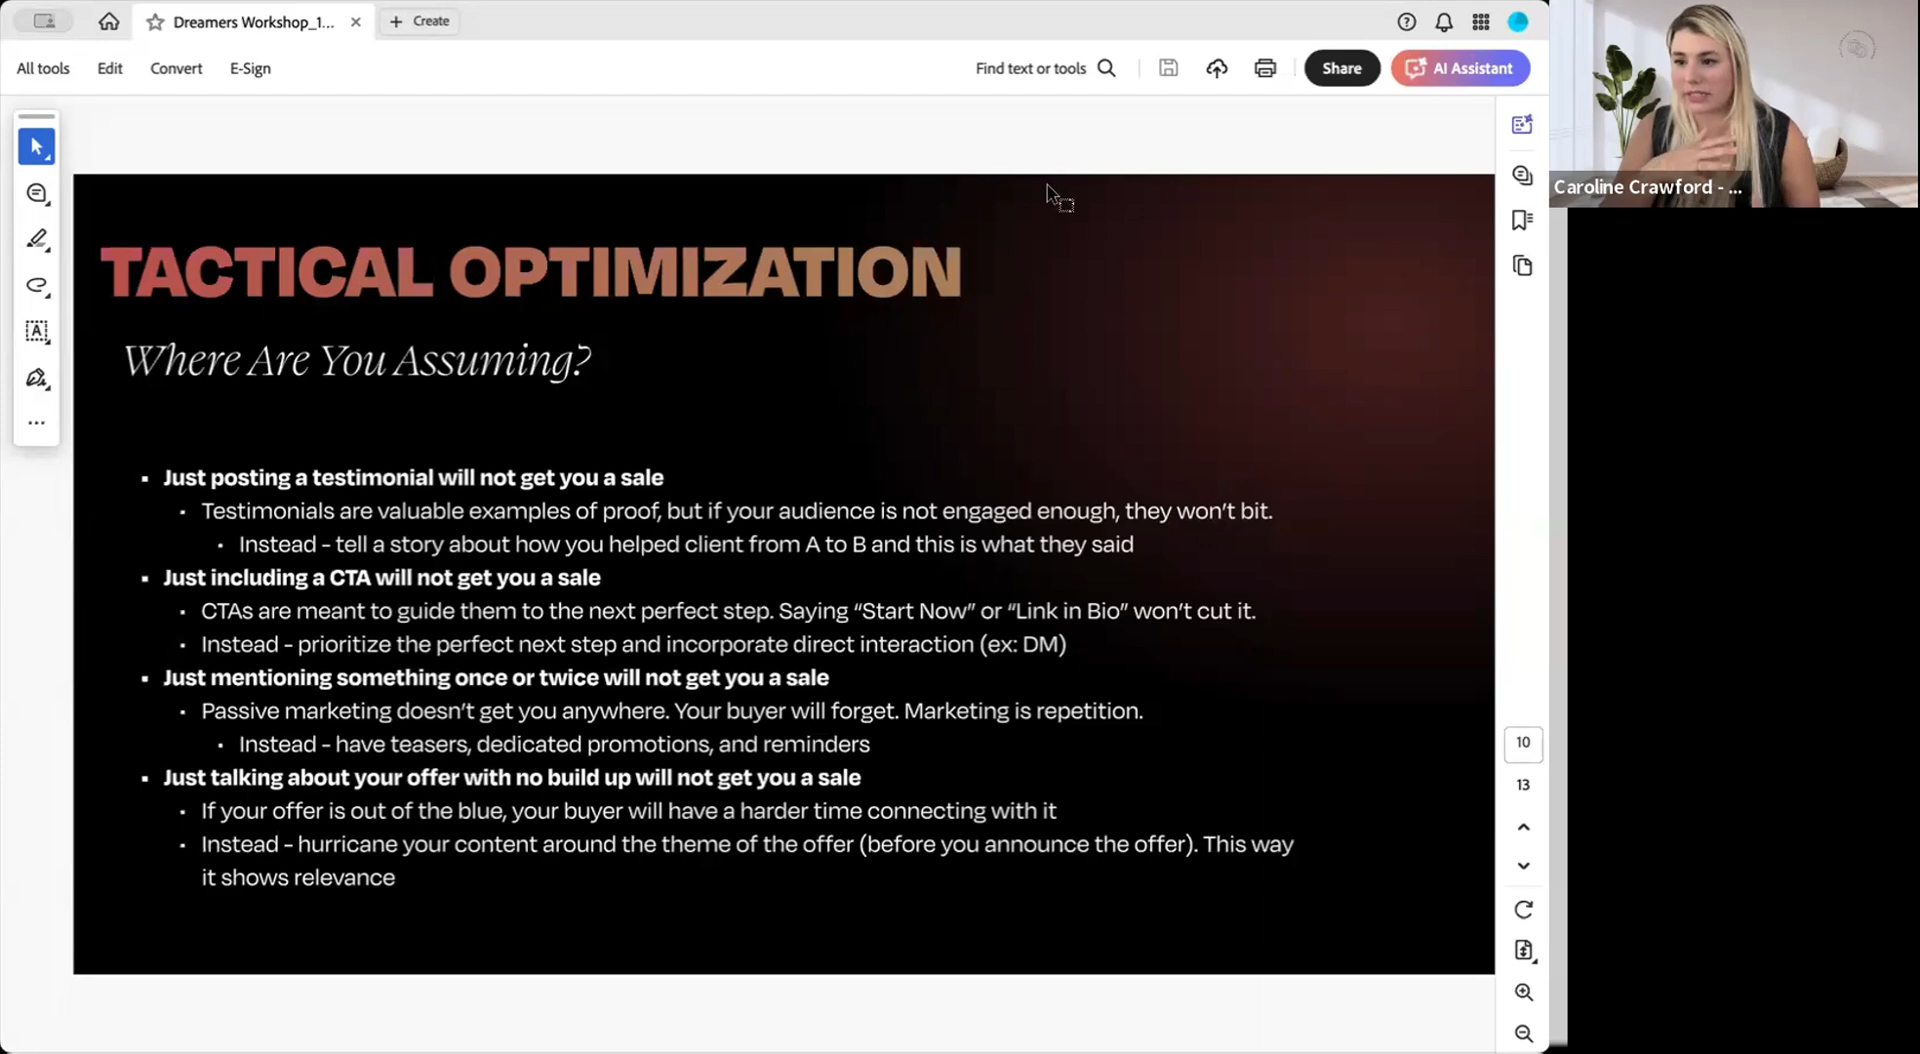 Dreamers Workshop_1...
Create
All tools
Edit
Convert
E-Sign
Find text or tools
Share
AI Assistant
Caroline Crawford - ...
TACTICAL OPTIMIZATION
Where Are You Assuming?
Just posting a testimonial will not get you a sale
Testimonials are valuable examples of proof, but if your audience is not engaged enough, they won’t bit.
Instead - tell a story about how you helped client from A to B and this is what they said
Just including a CTA will not get you a sale
CTAs are meant to guide them to the next perfect step. Saying “Start Now” or “Link in Bio” won’t cut it.
Instead - prioritize the perfect next step and incorporate direct interaction (ex: DM)
Just mentioning something once or twice will not get you a sale
Passive marketing doesn’t get you anywhere. Your buyer will forget. Marketing is repetition.
Instead - have teasers, dedicated promotions, and reminders
Just talking about your offer with no build up will not get you a sale
If your offer is out of the blue, your buyer will have a harder time connecting with it
Instead - hurricane your content around the theme of the offer (before you announce the offer). This way
it shows relevance
10
13